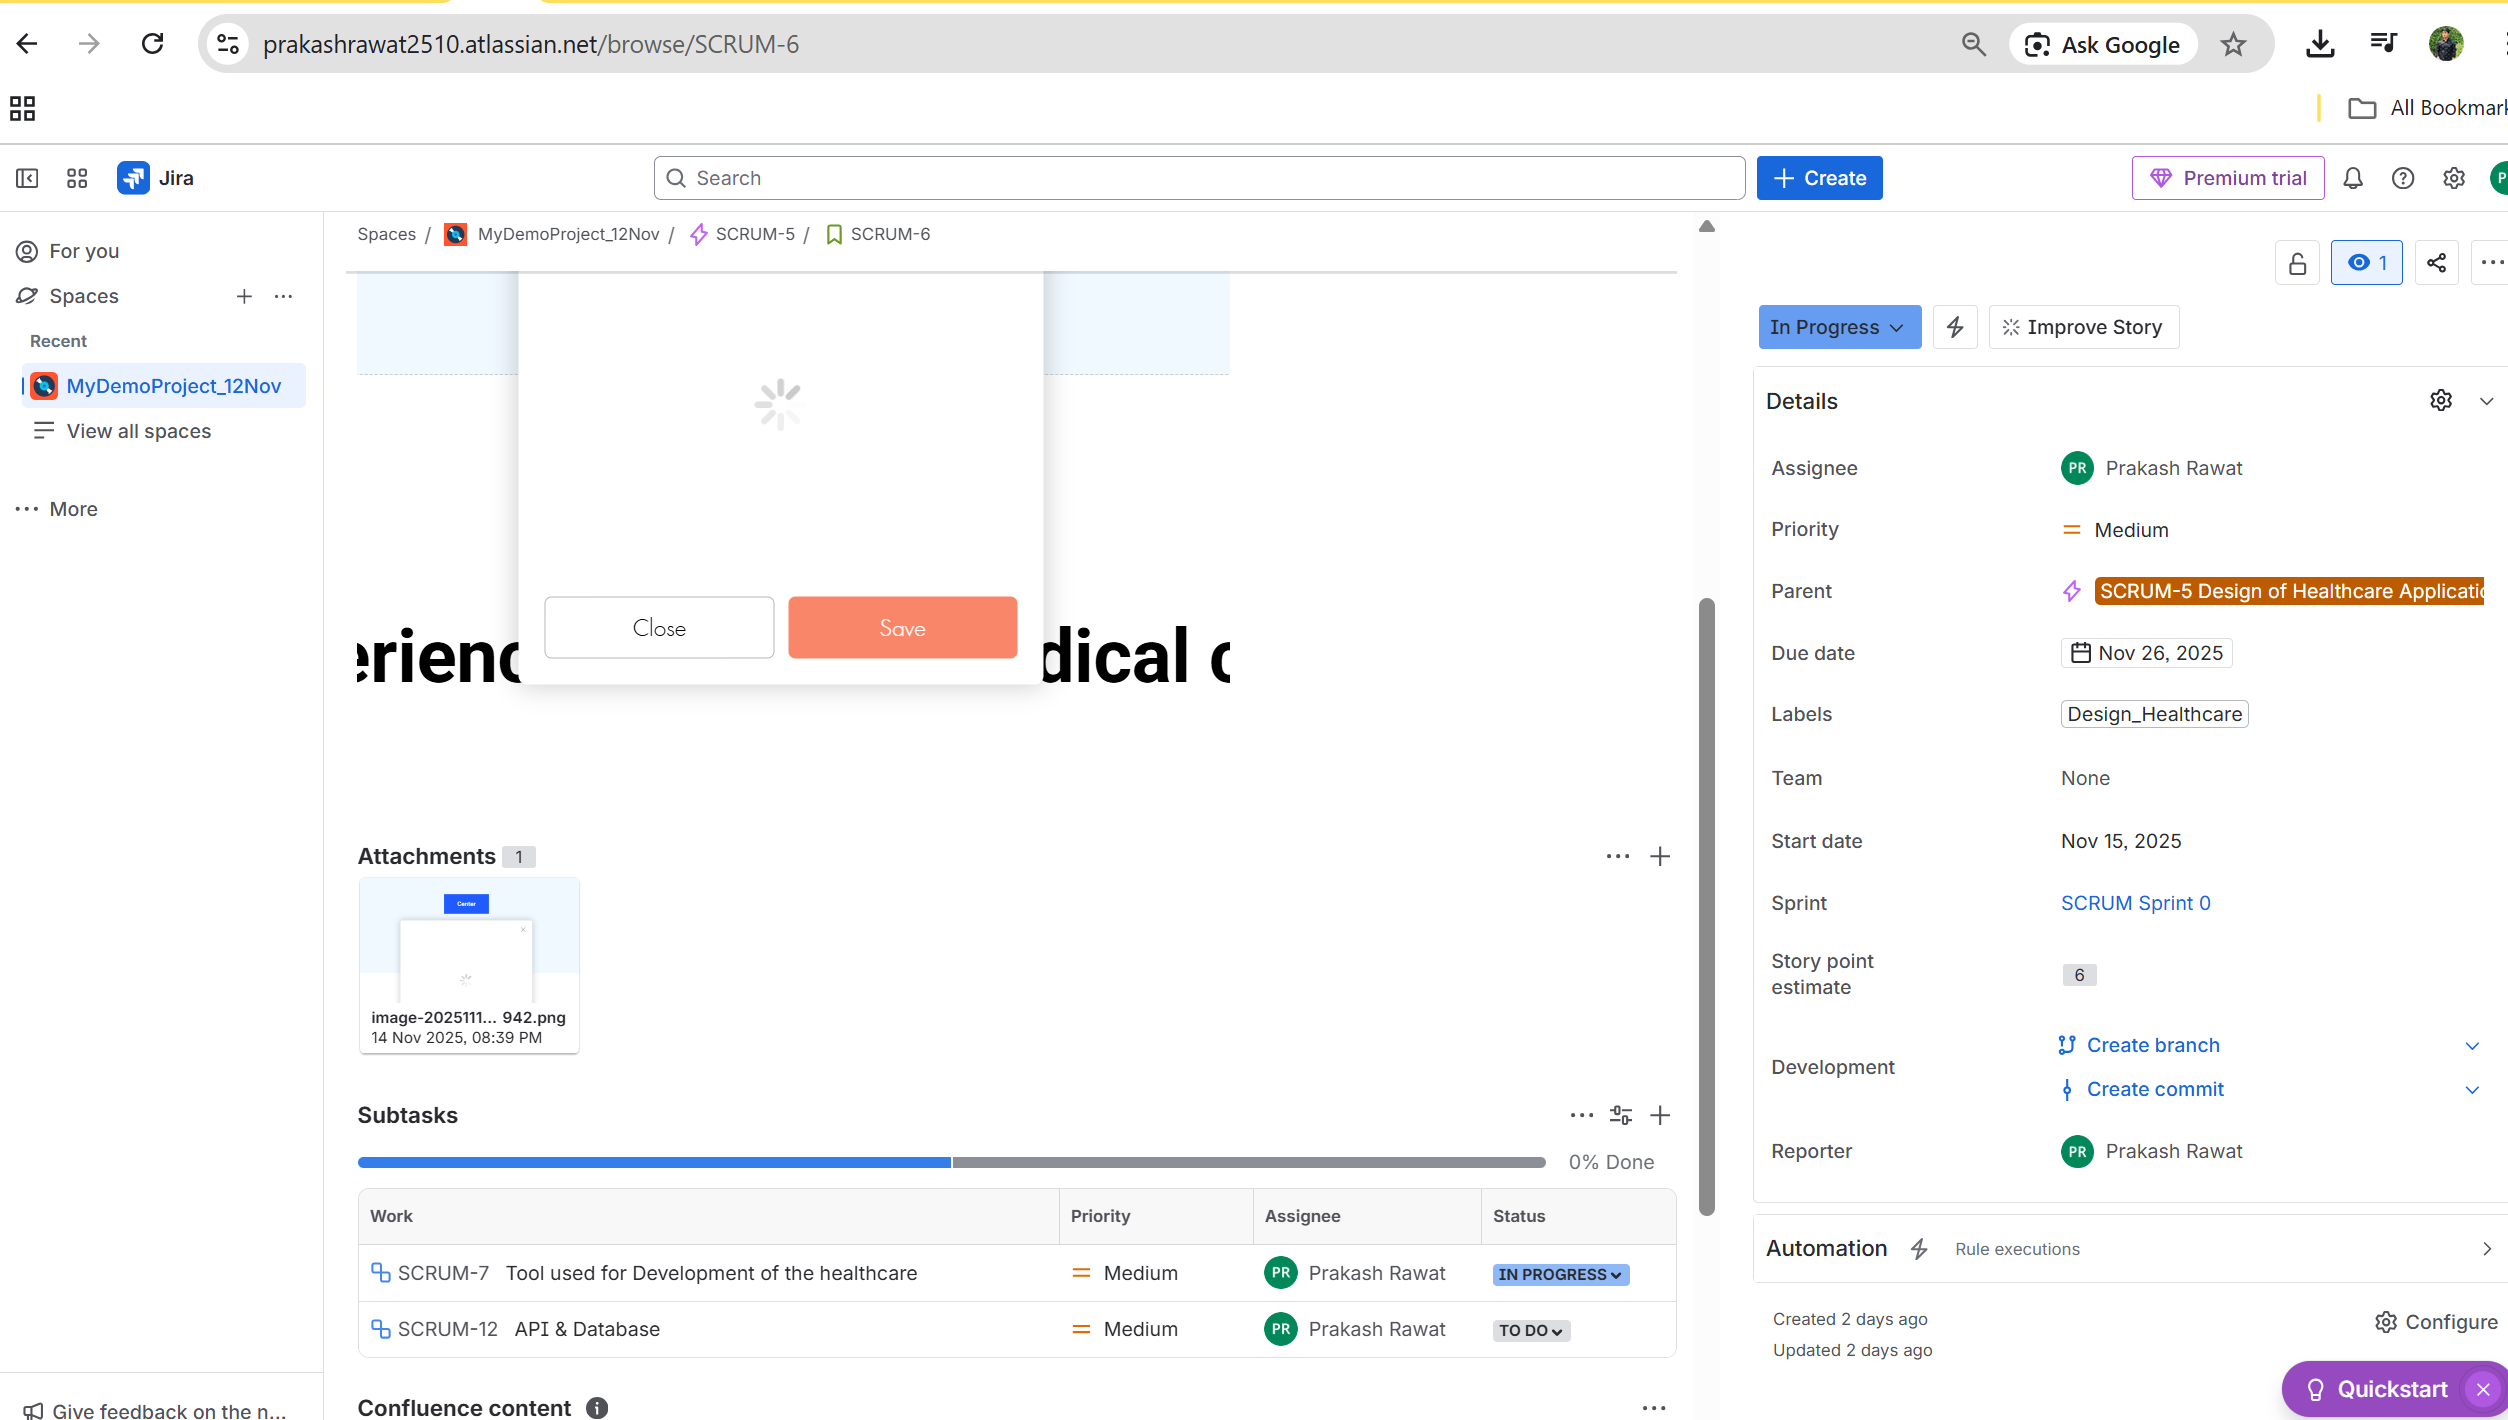 prakashrawat2510.atlassian.net/browse/SCRUM-6
Ask Google
All
Jira
Search
Create
Premium trial
For you
Spaces
Recent
MyDemoProject_12Nov
View all spaces
More
Give feedback on the n...
Spaces / MyDemoProject_12Nov / SCRUM-5 / SCRUM-6
Close
Save
Attachments 1
Center
image-2025111... 942.png
14 Nov 2025, 08:39 PM
Subtasks
0% Done
Work Priority Assignee Status
SCRUM-7 Tool used for Development of the healthcare Medium PR Prakash Rawat IN PROGRESS
SCRUM-12 API & Database Medium PR Prakash Rawat TO DO
Confluence content
1
In Progress
Improve Story
Details
Assignee PR Prakash Rawat
Priority Medium
Parent SCRUM-5 Design of Healthcare
Due date Nov 26, 2025
Labels Design_Healthcare
Team None
Start date Nov 15, 2025
Sprint SCRUM Sprint 0
Story point
estimate
6
Development
Create branch
Create commit
Reporter PR Prakash Rawat
Automation Rule executions
Created 2 days ago
Updated 2 days ago
Configure
Quickstart